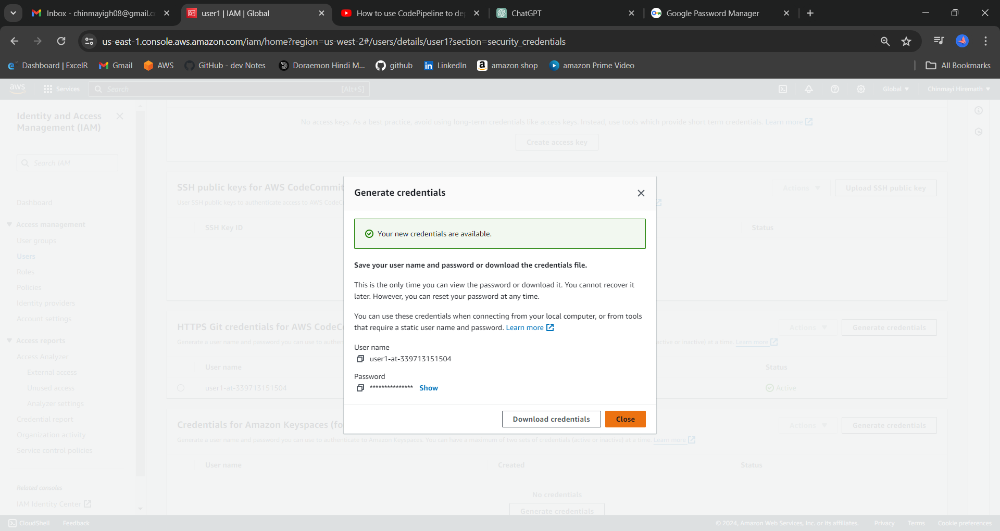 Inbox - chinmayigh08@gmail.c
user1 | IAM | Global
How to use CodePipeline to de
ChatGPT
Google Password Manager
us-east-1.console.aws.amazon.com/iam/home?region=us-west-2#/users/details/user1?section=security_credentials
Dashboard | ExcelR
Gmail
AWS
GitHub - dev Notes
Doraemon Hindi M...
github
LinkedIn
amazon shop
amazon Prime Video
All Bookmarks
aws
Services
Search
[Alt+S]
Global
Chinmayi Hiremath
Identity and Access
Management (IAM)
Search IAM
Dashboard
Access management
User groups
Users
Roles
Policies
Identity providers
Account settings
Access reports
Access Analyzer
External access
Unused access
Analyzer settings
Credential report
Organization activity
Service control policies
Related consoles
IAM Identity Center
No access keys. As a best practice, avoid using long-term credentials like access keys. Instead, use tools which provide short term credentials. Learn more
Create access key
SSH public keys for AWS CodeCommit
Actions
Upload SSH public key
User SSH public keys to authenticate access to AWS CodeC
SSH Key ID
Status
HTTPS Git credentials for AWS CodeC
Actions
Generate credentials
Generate a user name and password you can use to authen
active or inactive) at a time. Learn more
User name
Status
user1-at-339713151504
Active
Credentials for Amazon Keyspaces (fo
Actions
Generate credentials
Generate a user name and password you can use to authenticate to Amazon Keyspaces. You can have a maximum of two sets of credentials (active or inactive) at a time. Learn more
User name
Created
Status
No credentials
Generate credentials
Generate credentials
Your new credentials are available.
Save your user name and password or download the credentials file.
This is the only time you can view the password or download it. You cannot recover it
later. However, you can reset your password at any time.
You can use these credentials when connecting from your local computer, or from tools
that require a static user name and password. Learn more
User name
user1-at-339713151504
Password
*************** Show
Download credentials
Close
CloudShell
Feedback
© 2024, Amazon Web Services, Inc. or its affiliates.
Privacy
Terms
Cookie preferences